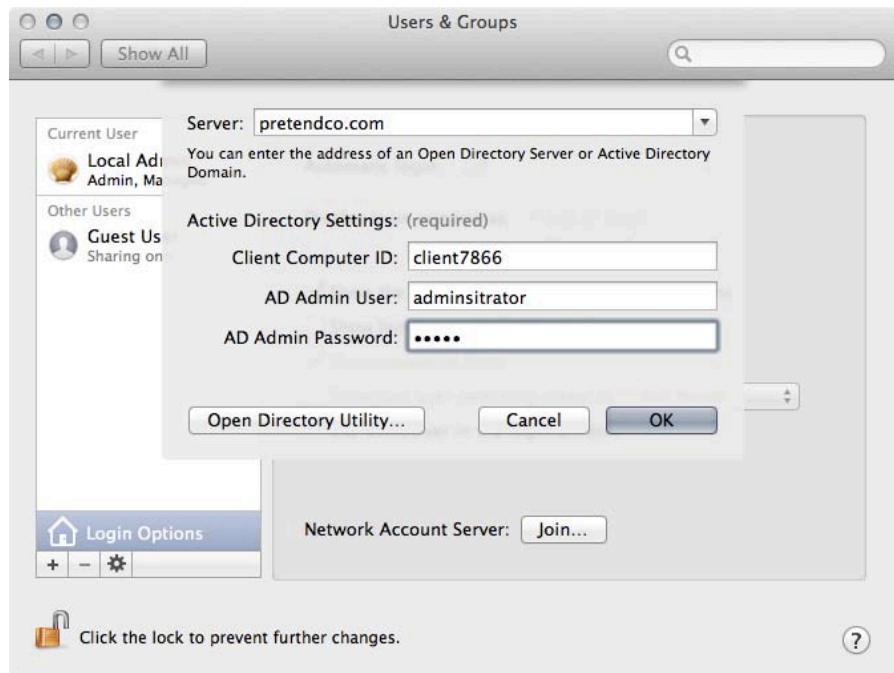 Users & Groups
Show All
Server: pretendco.com
You can enter the address of an Open Directory Server or Active Directory
Domain.
Current User
Local Ad
Admin, Ma
Other Users
Guest Us
Sharing on
Active Directory Settings: (required)
Client Computer ID: client7866
AD Admin User: adminsitrator
AD Admin Password: •••••
Open Directory Utility...
Cancel
OK
Login Options
Network Account Server: Join...
+ −
Click the lock to prevent further changes.
?